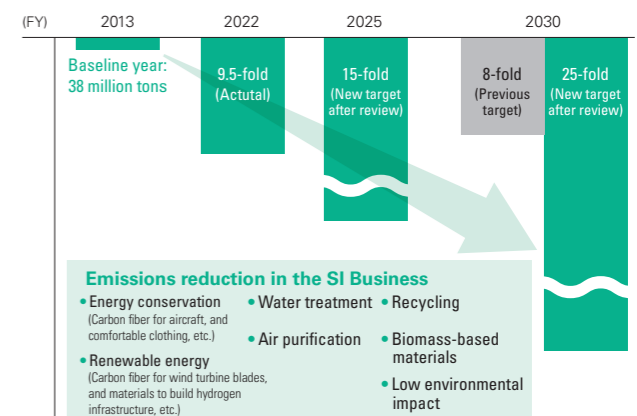 (FY) 2013 2022 2025 2030
Baseline year:
38 million tons
9.5-fold
(Actutal)
15-fold
(New target
after review)
8-fold
(Previous
target)
25-fold
(New target
after review)
Emissions reduction in the SI Business
• Energy conservation
(Carbon fiber for aircraft, and
comfortable clothing, etc.)
• Renewable energy
(Carbon fiber for wind turbine blades,
and materials to build hydrogen
infrastructure, etc.)
• Water treatment
• Air purification
• Recycling
• Biomass-based
materials
• Low environmental
impact